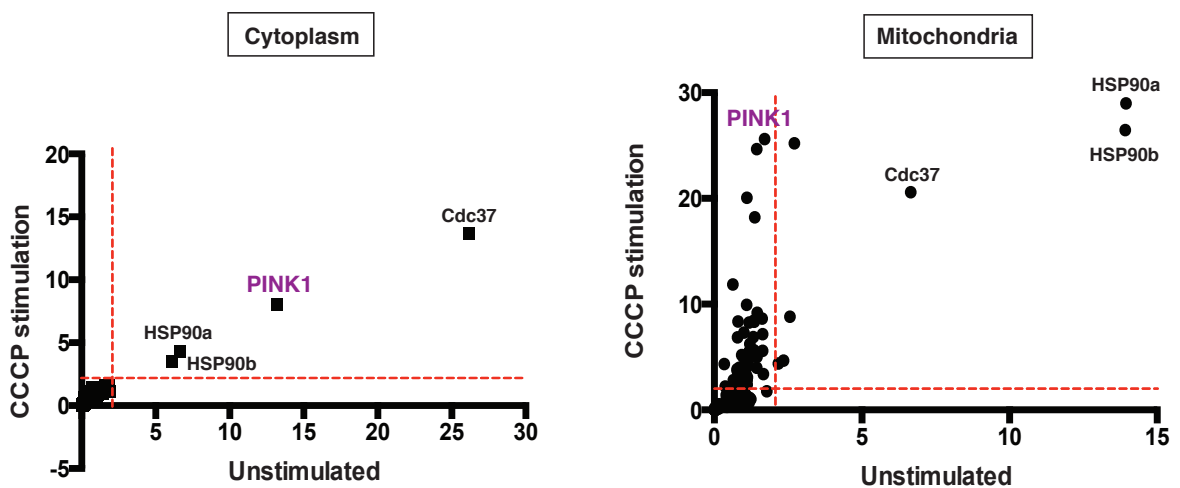 Cytoplasm
CCCP stimulation
20
15
10
5
0
-5
Cdc37
PINK1
HSP90a
HSP90b
5
10
15
20
25
30
Unstimulated
Mitochondria
CCCP stimulation
30
20
10
0
HSP90a
PINK1
HSP90b
Cdc37
0
5
10
15
Unstimulated